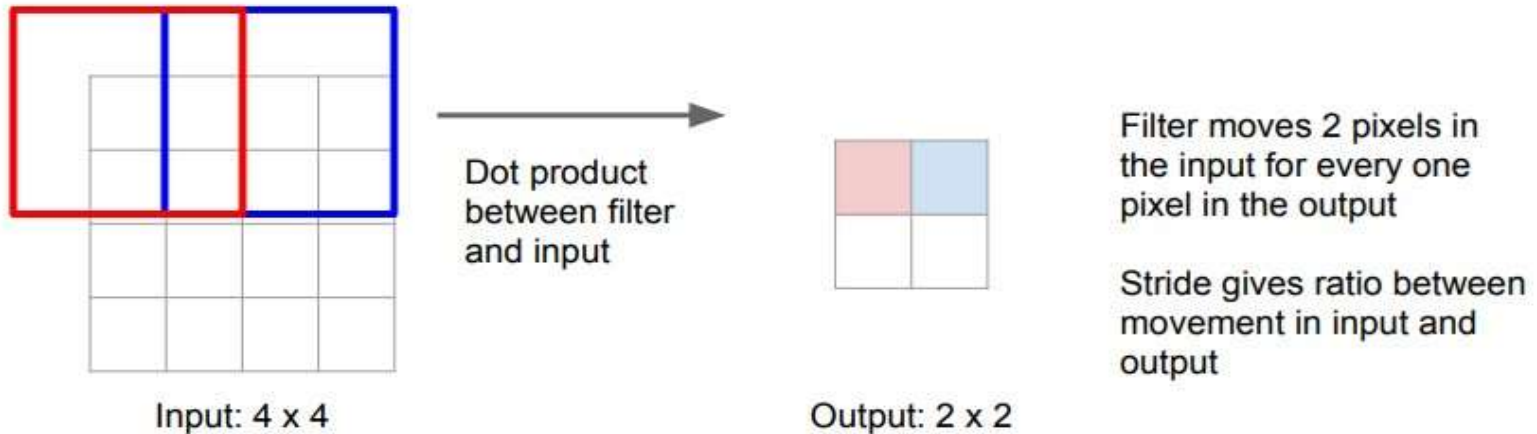 Dot product
between filter
and input
Filter moves 2 pixels in
the input for every one
pixel in the output
Stride gives ratio between
movement in input and
output
Input: 4 x 4
Output: 2 x 2